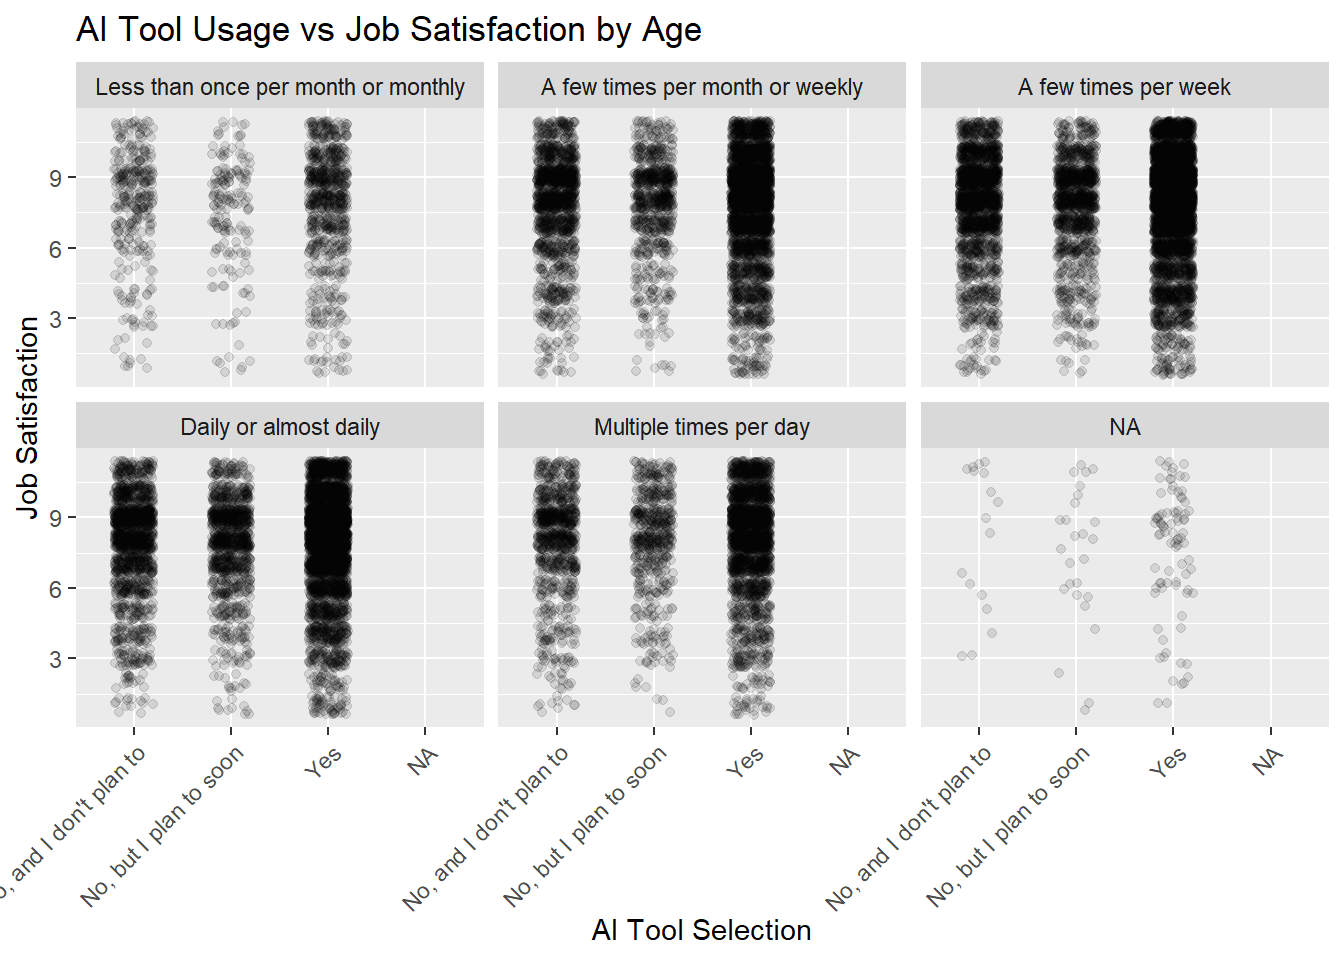 AI Tool Usage vs Job Satisfaction by Age
Less than once per month or monthly
A few times per month or weekly
A few times per week
9
6
3
Job Satisfaction
Daily or almost daily
Multiple times per day
NA
9
6
3
o, and I don't plan to
No, but I plan to soon
Yes
NA
No, and I don't plan to
No, but I plan to soon
Yes
NA
No, and I don't plan to
No, but I plan to soon
Yes
NA
AI Tool Selection